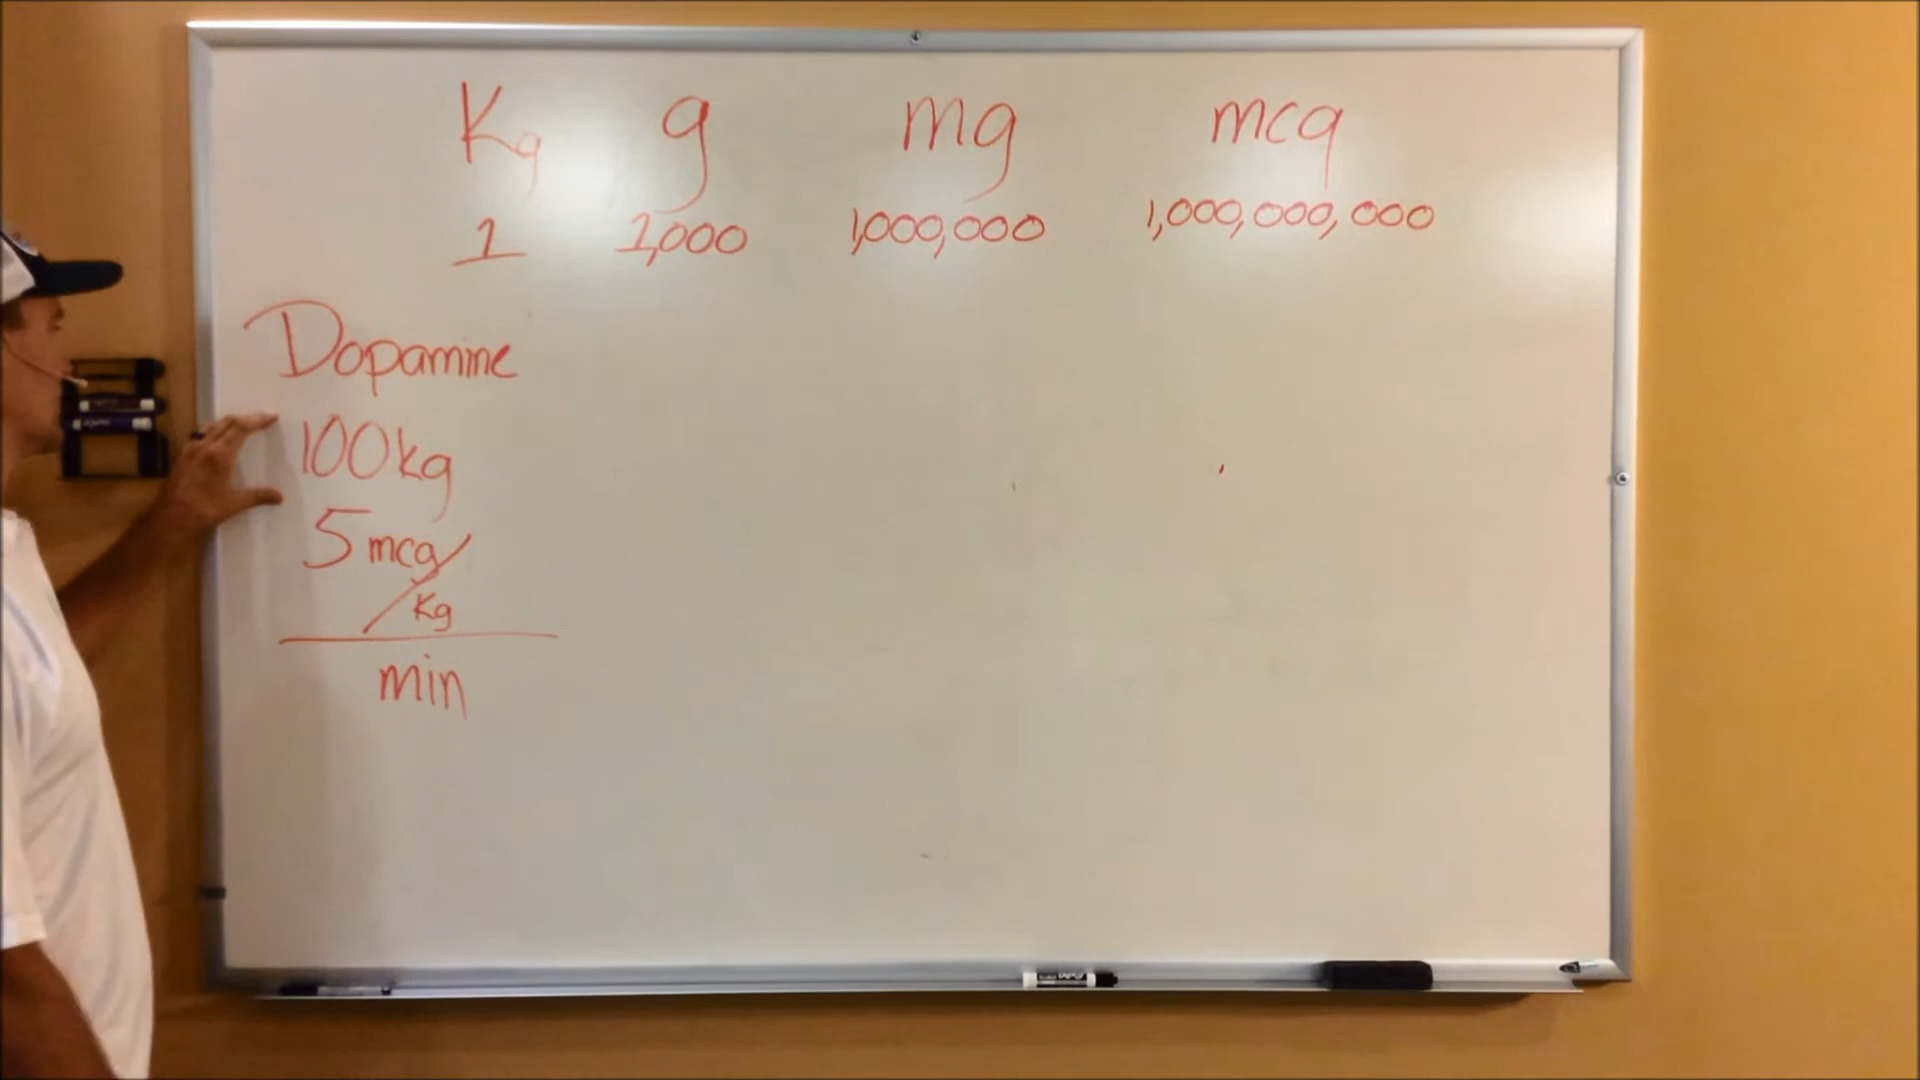 Kg g mg mcg
1 1,000 1,000,000 1,000,000,000
Dopamine
100kg
5 mcg/
Kg
min